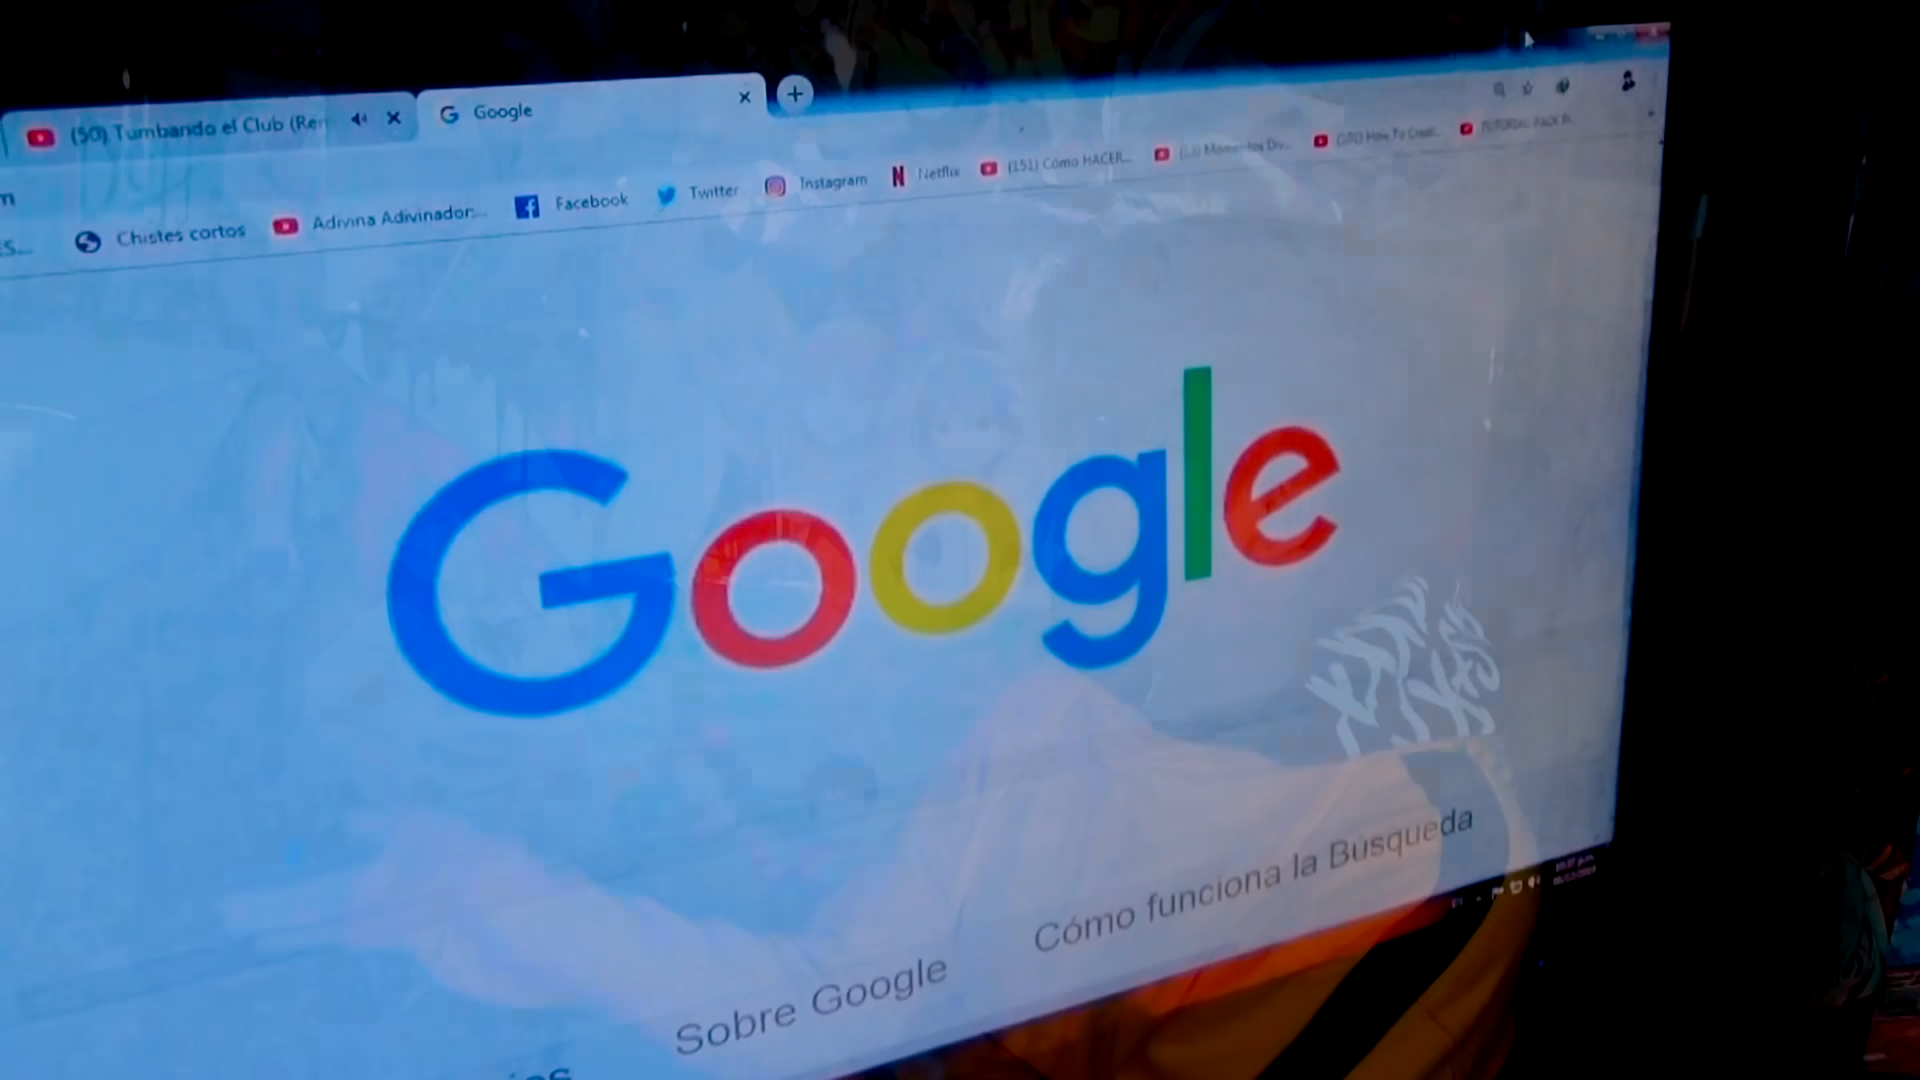 (50) Tumbando el Club (Rem
Google
Chistes cortos
Adivina Adivinador:...
Facebook
Twitter
Instagram
Netflix
(151) Cómo HACER...
Google
Sobre Google
Cómo funciona la Búsqueda